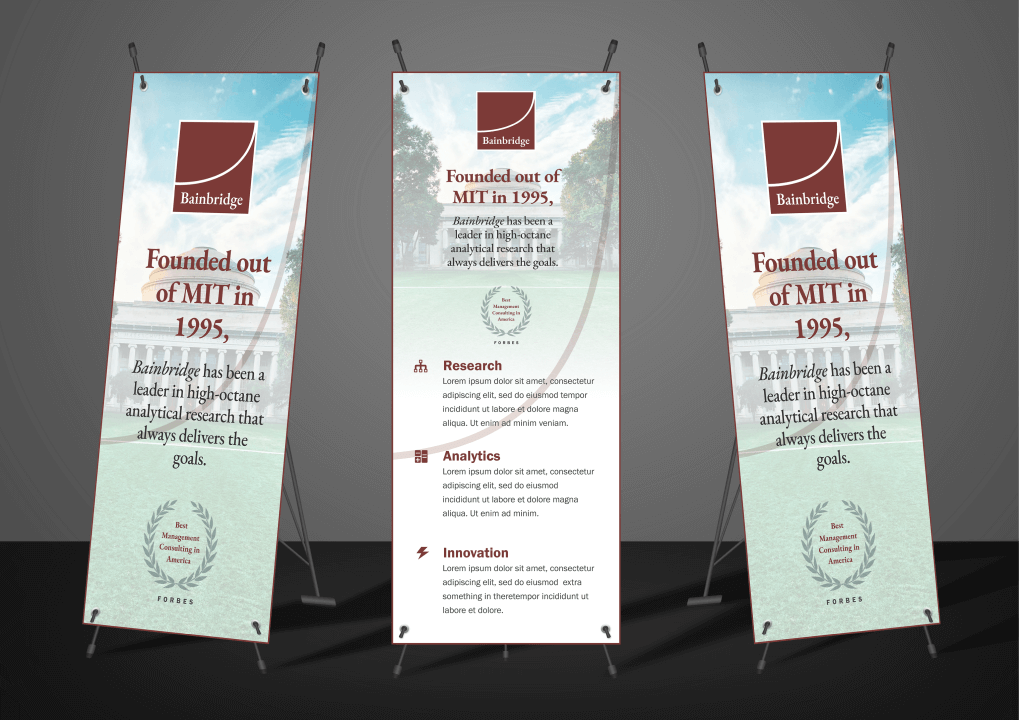 Bainbridge
Founded out
of MIT in
1995,
Bainbridge has been a
leader in high-octane
analytical research that
always delivers the
goals.
Best
Management
Consulting in
America
FORBES
Bainbridge
Founded out of
MIT in 1995,
Bainbridge has been a
leader in high-octane
analytical research that
always delivers the goals.
Best
Management
Consulting in
America
FORBES
Research
Lorem ipsum dolor sit amet, consectetur
adipiscing elit, sed do eiusmod tempor
incididunt ut labore et dolore magna
aliqua. Ut enim ad minim veniam.
Analytics
Lorem ipsum dolor sit amet, consectetur
adipiscing elit, sed do eiusmod
incididunt ut labore et dolore magna
aliqua. Ut enim ad minim.
Innovation
Lorem ipsum dolor sit amet, consectetur
adipiscing elit, sed do eiusmod  extra
something in theretempor incididunt ut
labore et dolore.
Bainbridge
Founded out
of MIT in
1995,
Bainbridge has been a
leader in high-octane
analytical research that
always delivers the
goals.
Best
Management
Consulting in
America
FORBES